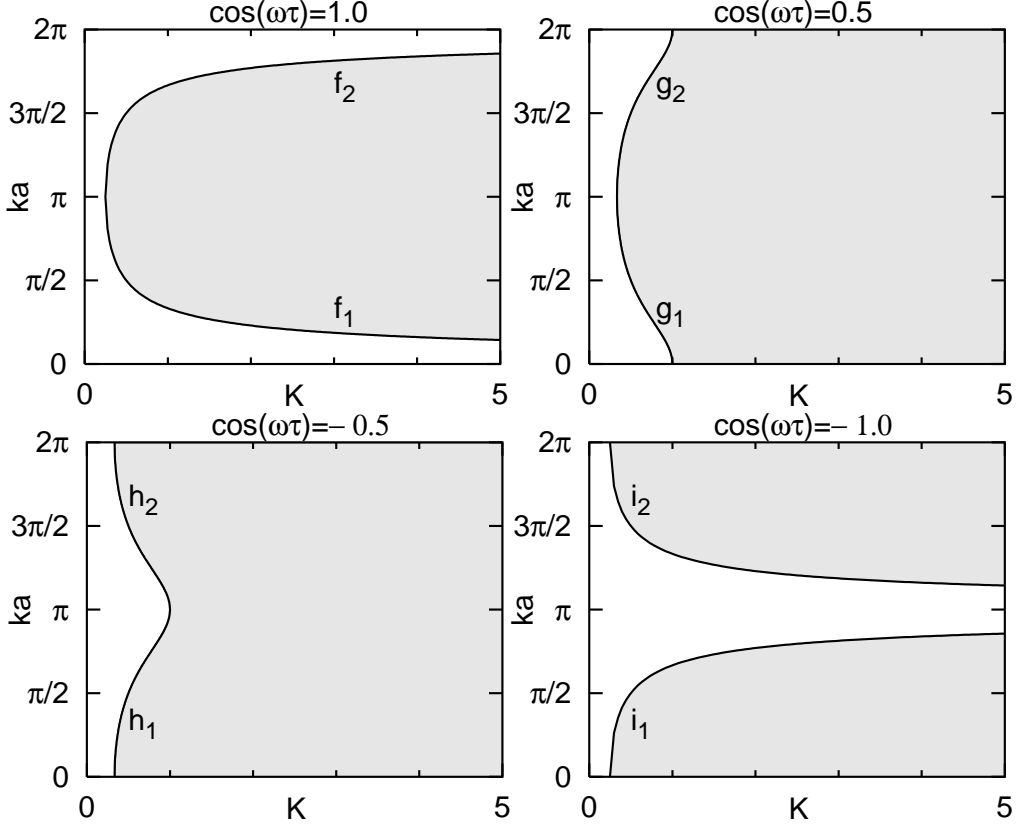 cos(ωτ)=1.0
2π
3π/2
ka
π
π/2
0
f2
f1
0
K
5
cos(ωτ)=0.5
2π
3π/2
ka
π
π/2
0
g2
g1
0
K
5
cos(ωτ)=− 0.5
2π
3π/2
ka
π
π/2
0
h2
h1
0
K
5
cos(ωτ)=− 1.0
2π
3π/2
ka
π
π/2
0
i2
i1
0
K
5